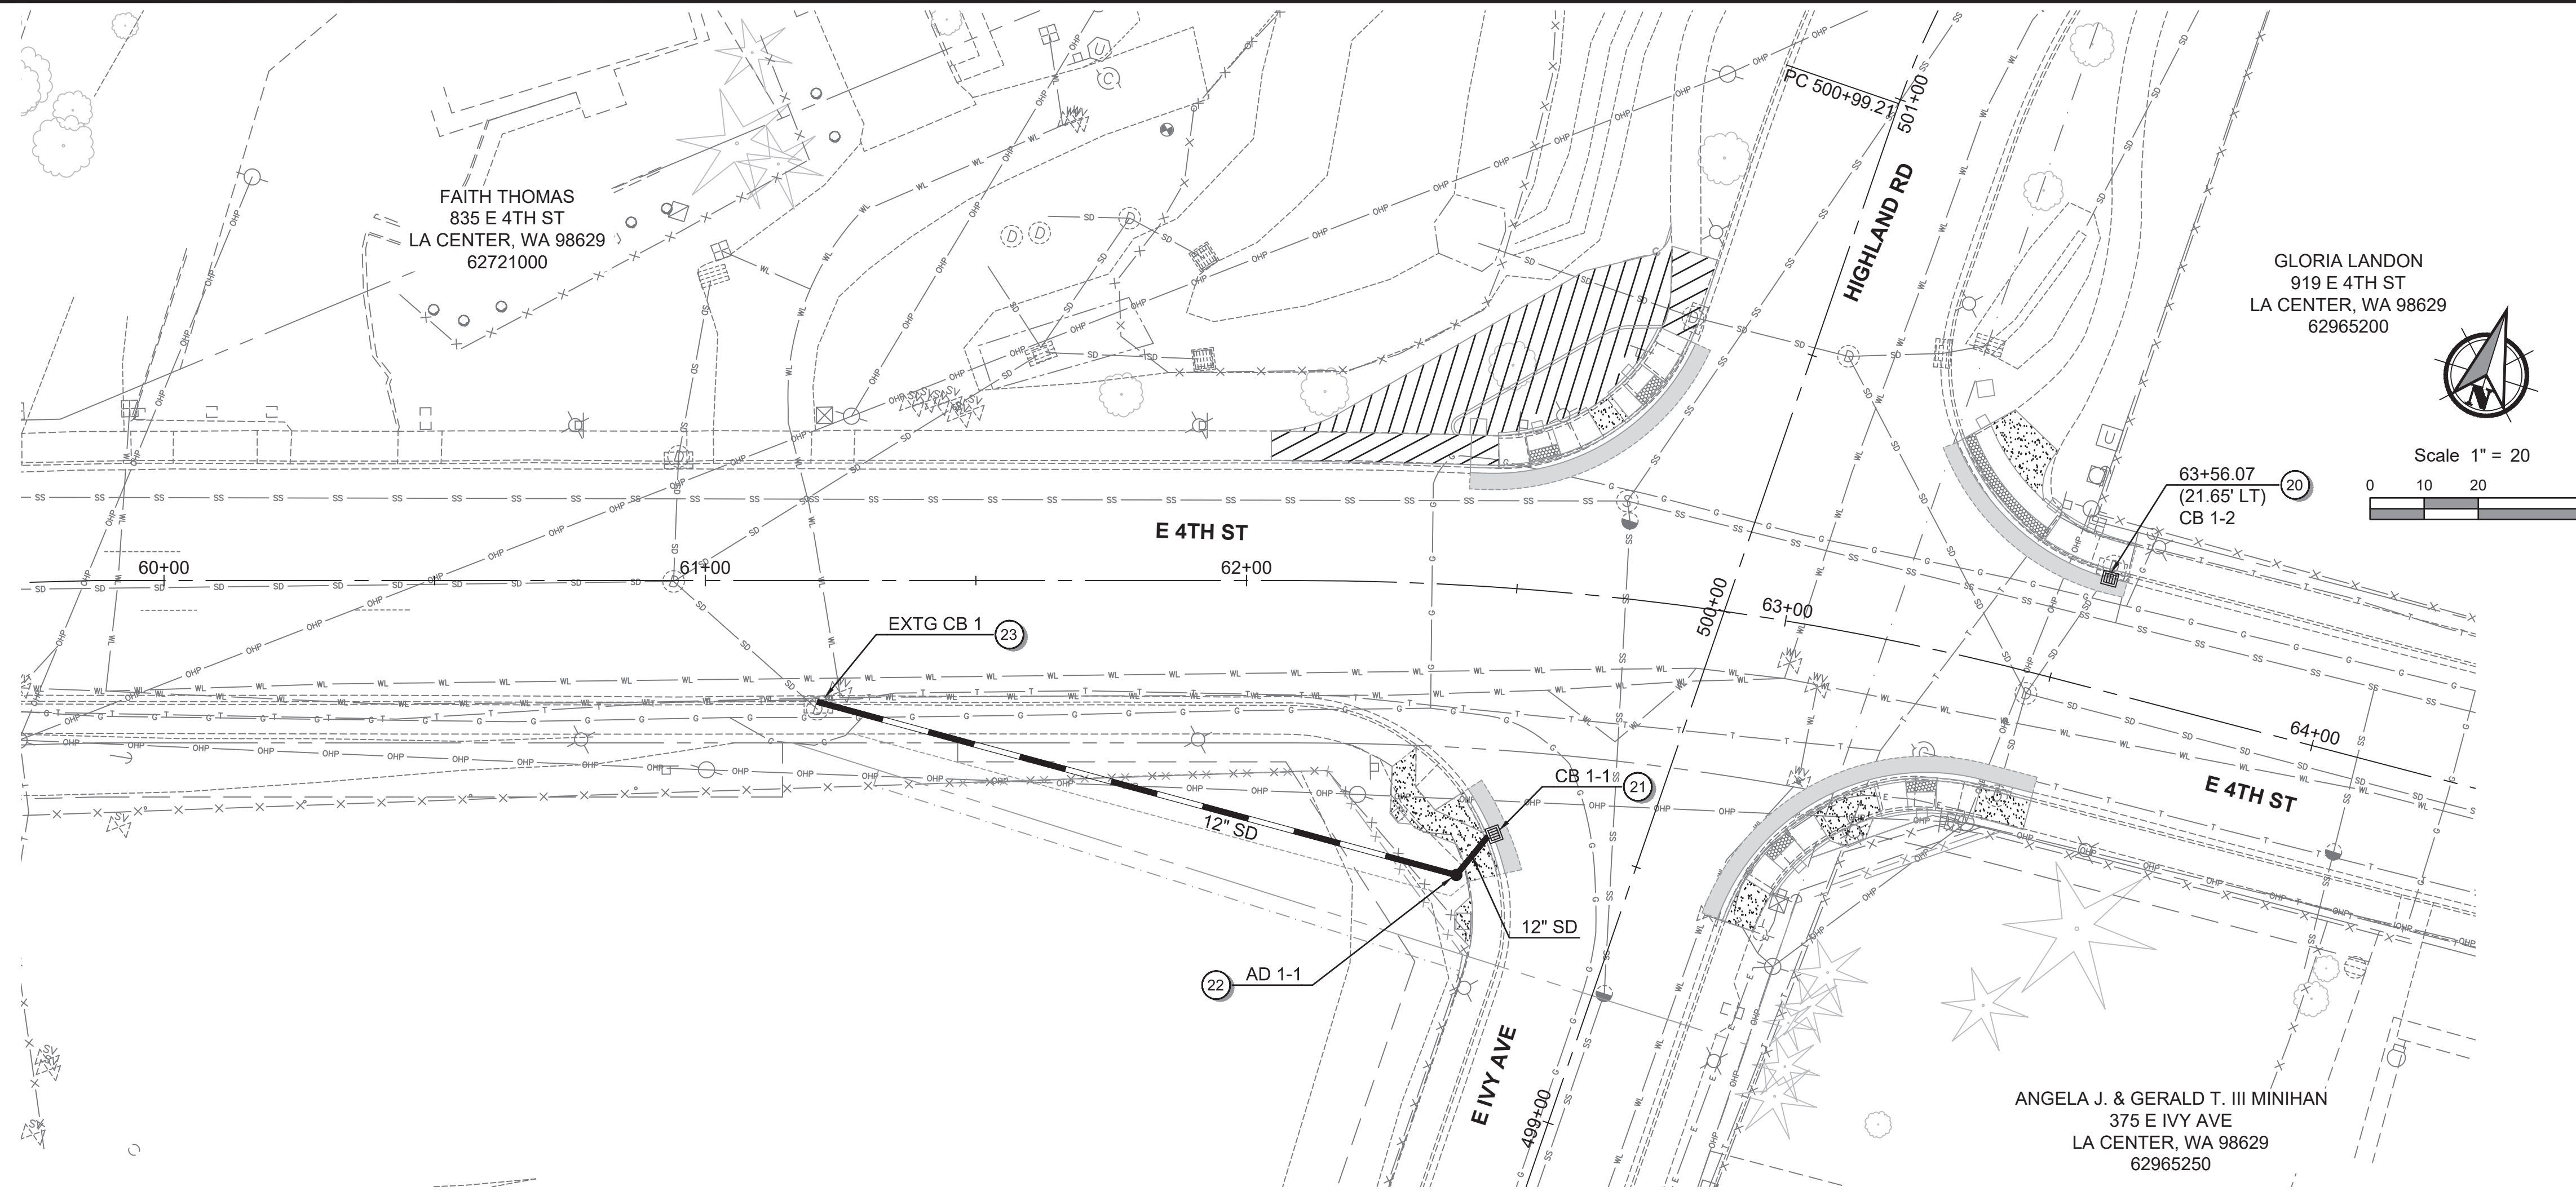 PC 500+99.21
501+00
HIGHLAND RD
FAITH THOMAS
835 E 4TH ST
LA CENTER, WA 98629
62721000
GLORIA LANDON
919 E 4TH ST
LA CENTER, WA 98629
62965200
N
Scale 1" = 20
0 10 20
63+56.07
(21.65' LT)
CB 1-2
20
E 4TH ST
60+00
61+00
62+00
500+00
63+00
64+00
EXTG CB 1
23
E 4TH ST
CB 1-1
21
12" SD
12" SD
AD 1-1
22
E IVY AVE
499+00
ANGELA J. & GERALD T. III MINIHAN
375 E IVY AVE
LA CENTER, WA 98629
62965250